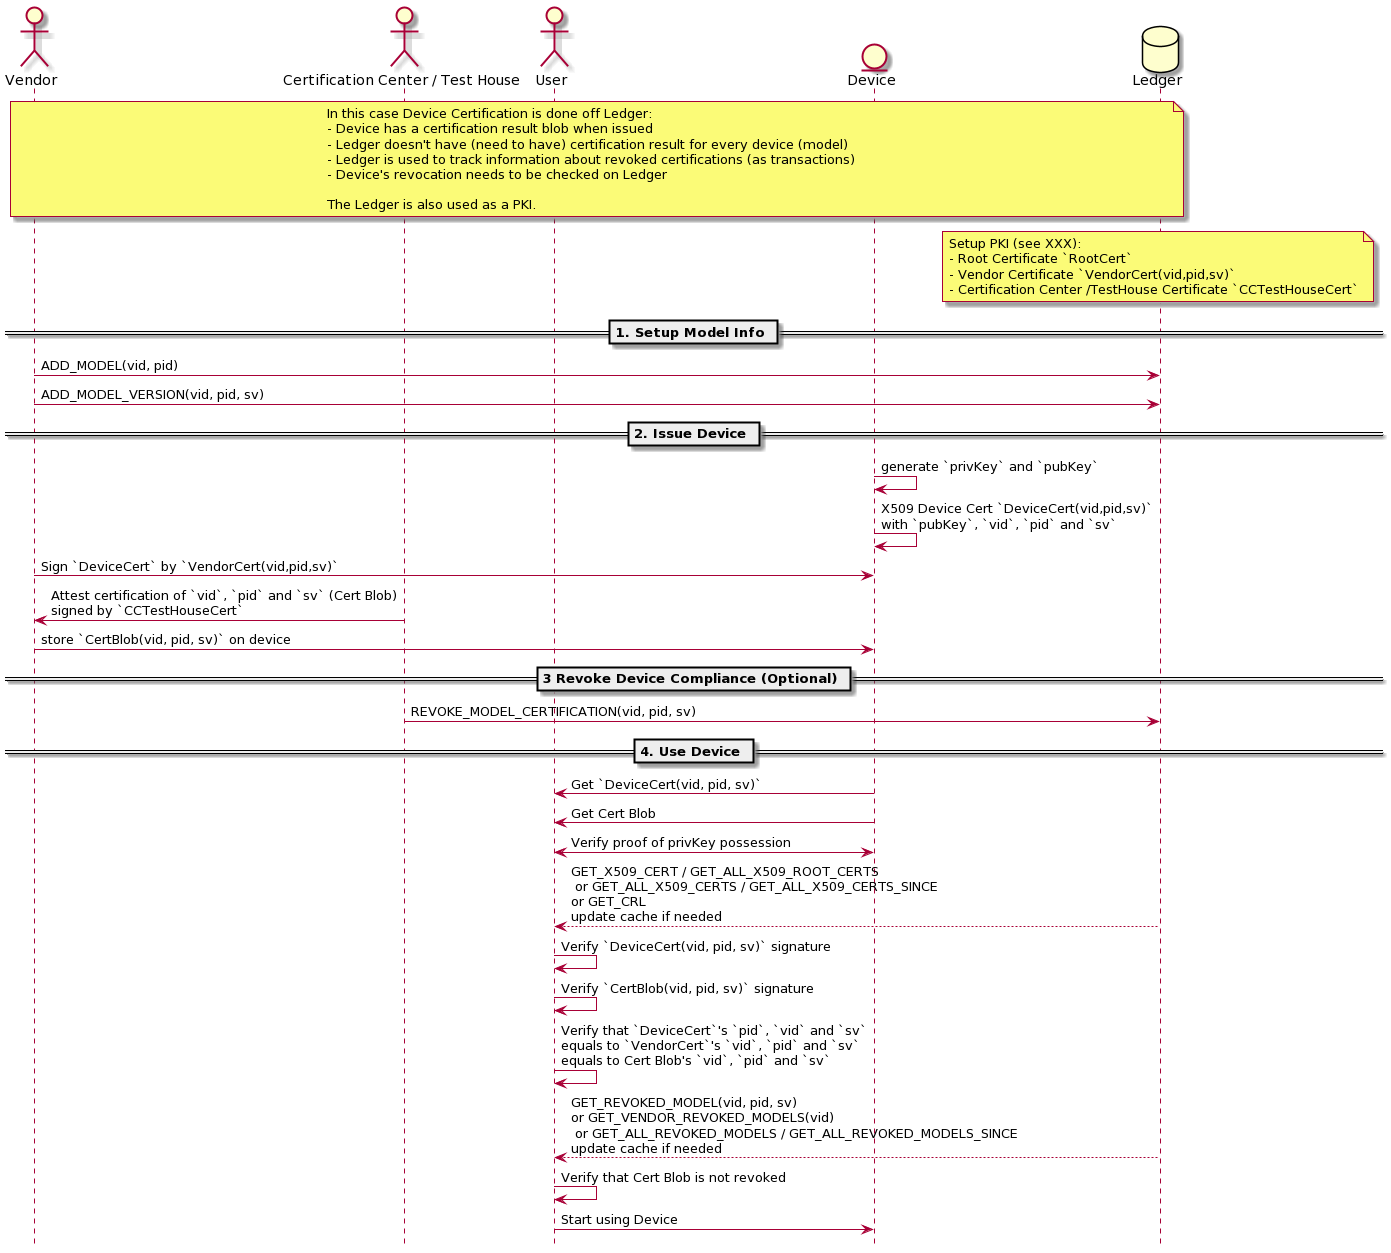 Vendor
Certification Center / Test House
User
Device
Ledger
In this case Device Certification is done off Ledger:
- Device has a certification result blob when issued
- Ledger doesn't have (need to have) certification result for every device (model)
- Ledger is used to track information about revoked certifications (as transactions)
- Device's revocation needs to be checked on Ledger
The Ledger is also used as a PKI.
Setup PKI (see XXX):
- Root Certificate `RootCert`
- Vendor Certificate `VendorCert(vid,pid,sv)`
- Certification Center /TestHouse Certificate `CCTestHouseCert`
1. Setup Model Info
ADD_MODEL(vid, pid)
ADD_MODEL_VERSION(vid, pid, sv)
2. Issue Device
generate `privKey` and `pubKey`
X509 Device Cert `DeviceCert(vid,pid,sv)`
with `pubKey`, `vid`, `pid` and `sv`
Sign `DeviceCert` by `VendorCert(vid,pid,sv)`
Attest certification of `vid`, `pid` and `sv` (Cert Blob)
signed by `CCTestHouseCert`
store `CertBlob(vid, pid, sv)` on device
3 Revoke Device Compliance (Optional)
REVOKE_MODEL_CERTIFICATION(vid, pid, sv)
4. Use Device
Get `DeviceCert(vid, pid, sv)`
Get Cert Blob
Verify proof of privKey possession
GET_X509_CERT / GET_ALL_X509_ROOT_CERTS
or GET_ALL_X509_CERTS / GET_ALL_X509_CERTS_SINCE
or GET_CRL
update cache if needed
Verify `DeviceCert(vid, pid, sv)` signature
Verify `CertBlob(vid, pid, sv)` signature
Verify that `DeviceCert`'s `pid`, `vid` and `sv`
equals to `VendorCert`'s `vid`, `pid` and `sv`
equals to Cert Blob's `vid`, `pid` and `sv`
GET_REVOKED_MODEL(vid, pid, sv)
or GET_VENDOR_REVOKED_MODELS(vid)
or GET_ALL_REVOKED_MODELS / GET_ALL_REVOKED_MODELS_SINCE
update cache if needed
Verify that Cert Blob is not revoked
Start using Device